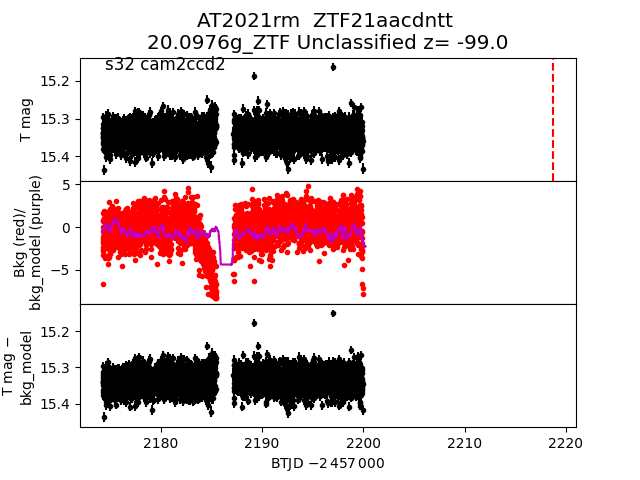 AT2021rm  ZTF21aacdntt
20.0976g_ZTF Unclassified z= -99.0
s32 cam2ccd2
15.2
15.3
15.4
T mag
5
0
−5
Bkg (red)/
bkg_model (purple)
15.2
15.3
15.4
T mag −
bkg_model
2180
2190
2200
2210
2220
BTJD −2 457 000